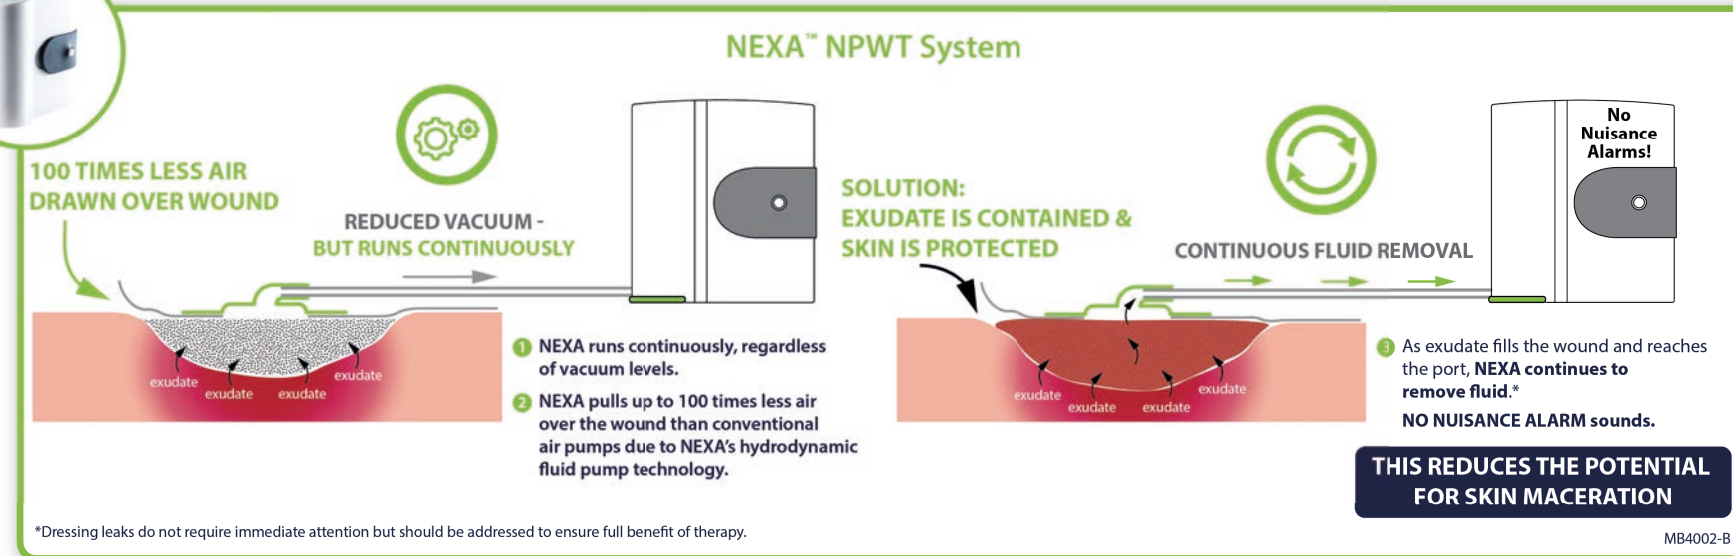 NEXA™ NPWT System
100 TIMES LESS AIR
DRAWN OVER WOUND
REDUCED VACUUM -
BUT RUNS CONTINUOUSLY
exudate
exudate
exudate
exudate
1 NEXA runs continuously, regardless
of vacuum levels.
2 NEXA pulls up to 100 times less air
over the wound than conventional
air pumps due to NEXA's hydrodynamic
fluid pump technology.
SOLUTION:
EXUDATE IS CONTAINED &
SKIN IS PROTECTED
CONTINUOUS FLUID REMOVAL
No
Nuisance
Alarms!
exudate
exudate
exudate
exudate
3 As exudate fills the wound and reaches
the port, NEXA continues to
remove fluid.*
NO NUISANCE ALARM sounds.
THIS REDUCES THE POTENTIAL
FOR SKIN MACERATION
*Dressing leaks do not require immediate attention but should be addressed to ensure full benefit of therapy.
MB4002-B